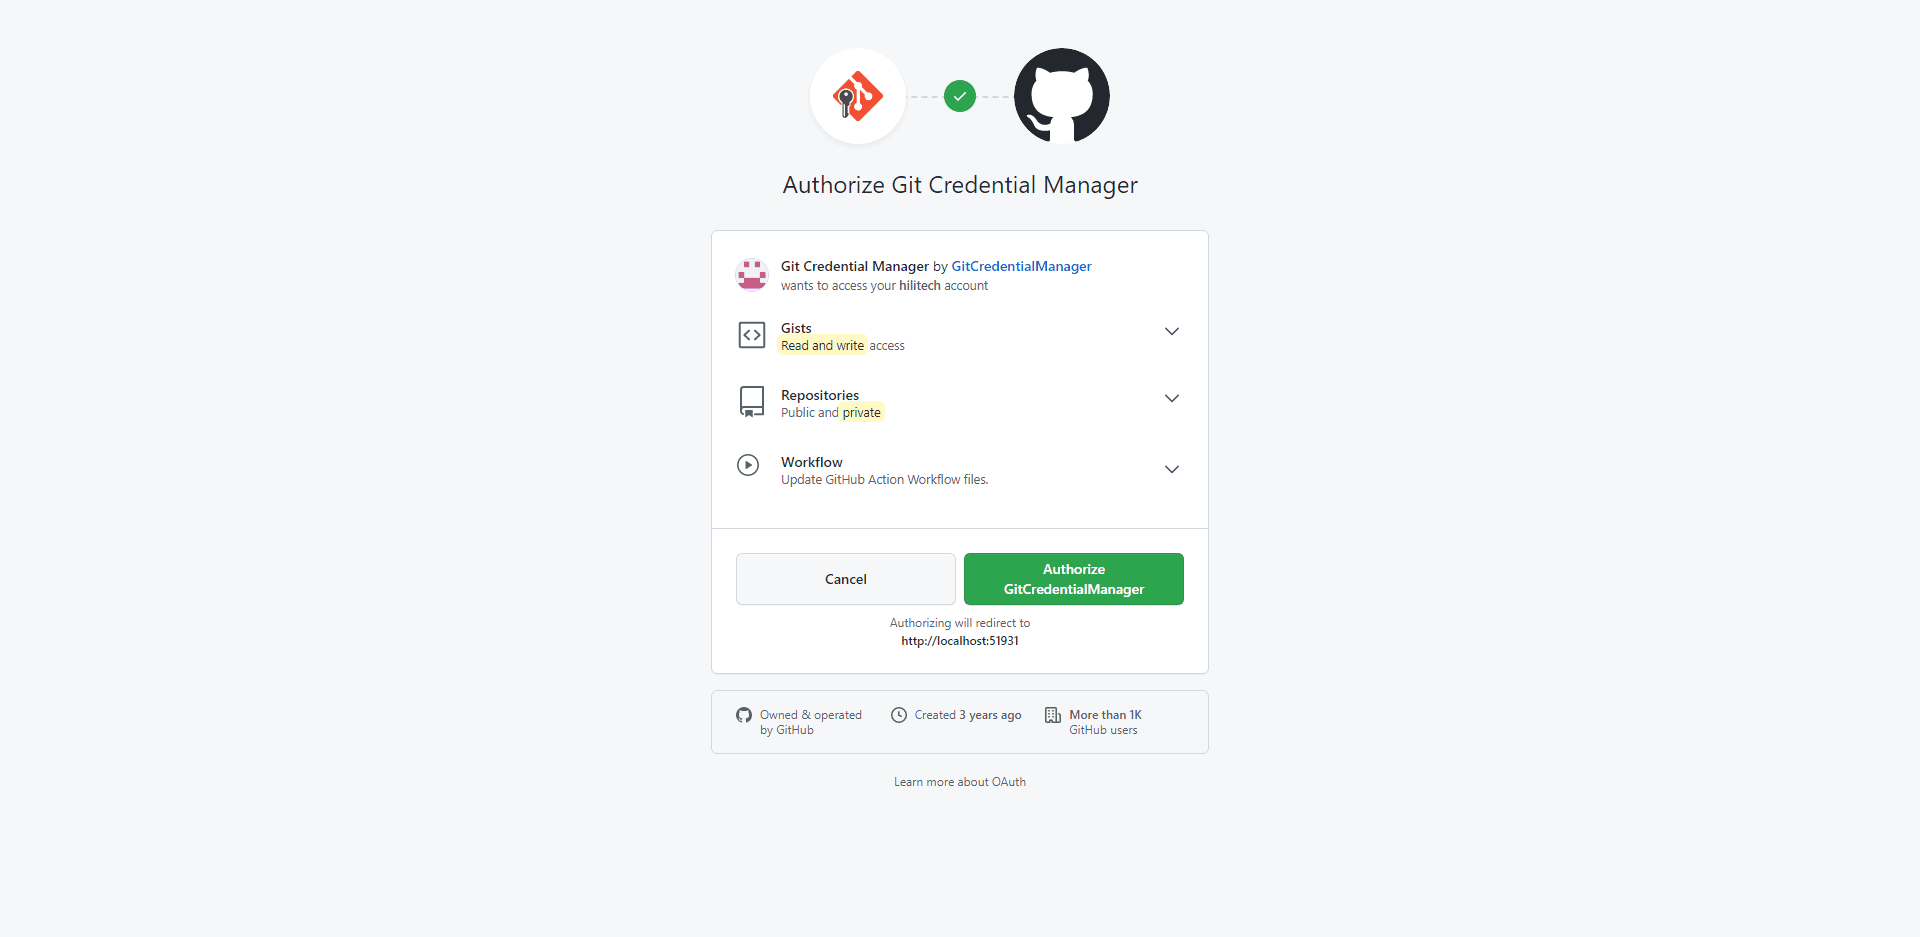 Authorize Git Credential Manager
Git Credential Manager by GitCredentialManager
wants to access your hilitech account
Gists
Read and write access
Repositories
Public and private
Workflow
Update GitHub Action Workflow files.
Cancel
Authorize
GitCredentialManager
Authorizing will redirect to
http://localhost:51931
Owned & operated
by GitHub
Created 3 years ago
More than 1K
GitHub users
Learn more about OAuth